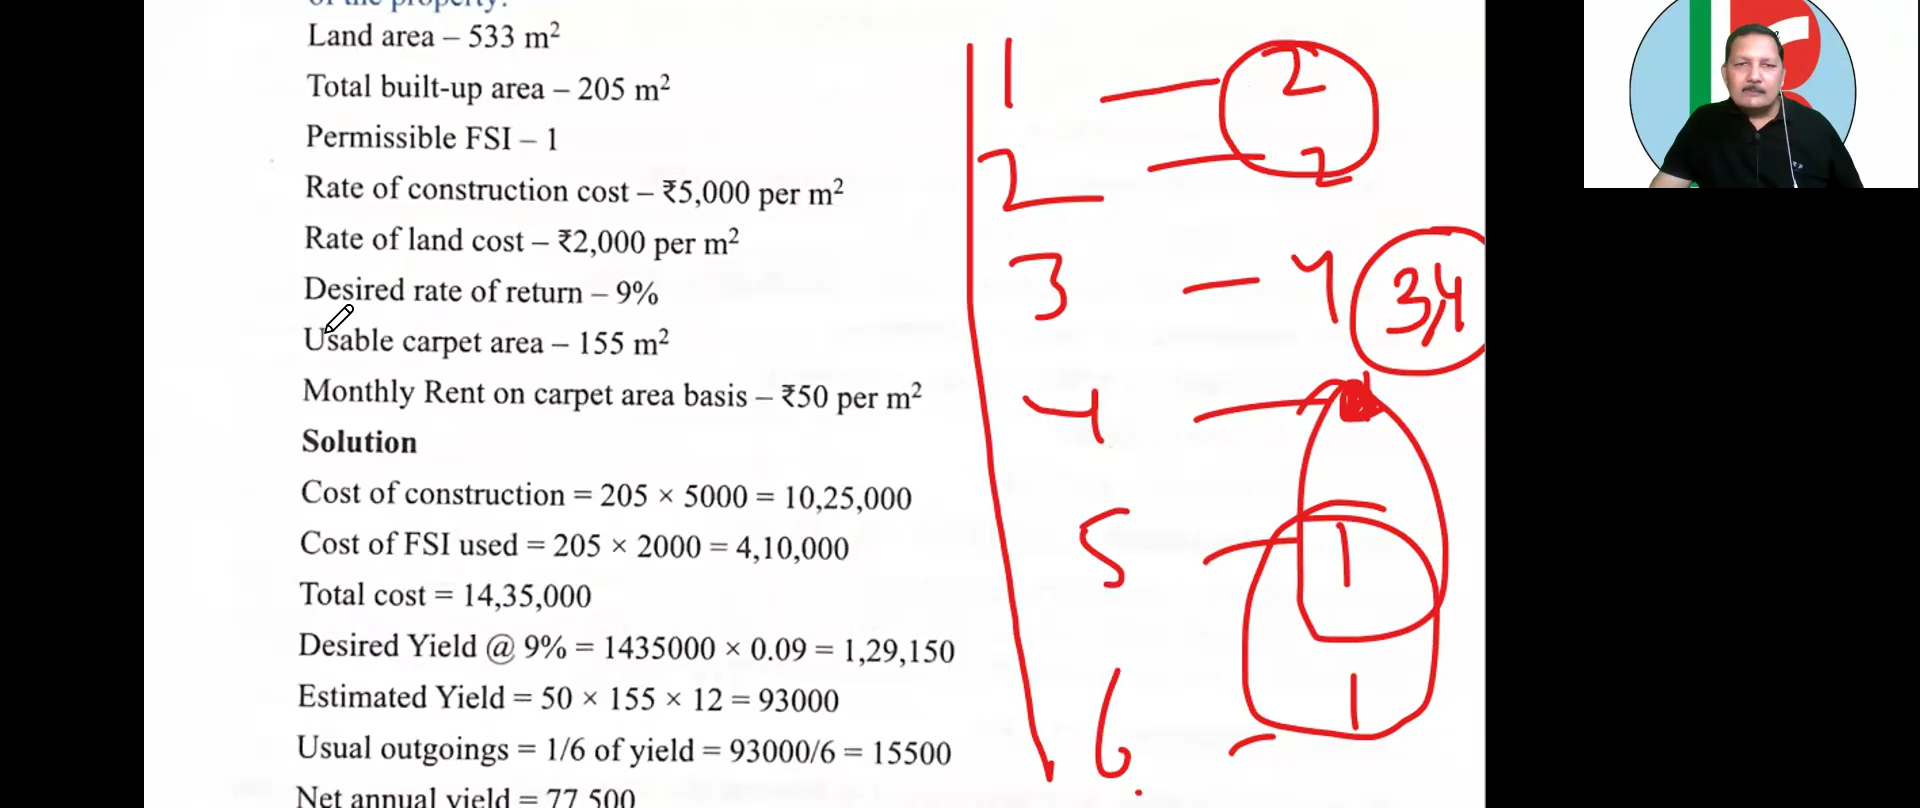 of the property.
Land area – 533 m²
Total built-up area – 205 m²
Permissible FSI – 1
Rate of construction cost – ₹5,000 per m²
Rate of land cost – ₹2,000 per m²
Desired rate of return – 9%
Usable carpet area – 155 m²
Monthly Rent on carpet area basis – ₹50 per m²
Solution
Cost of construction = 205 × 5000 = 10,25,000
Cost of FSI used = 205 × 2000 = 4,10,000
Total cost = 14,35,000
Desired Yield @ 9% = 1435000 × 0.09 = 1,29,150
Estimated Yield = 50 × 155 × 12 = 93000
Usual outgoings = 1/6 of yield = 93000/6 = 15500
Net annual yield = 77,500
1 — 2
2 — 2
3 — 4 3,4
4 —
5 — 1
6 — 1